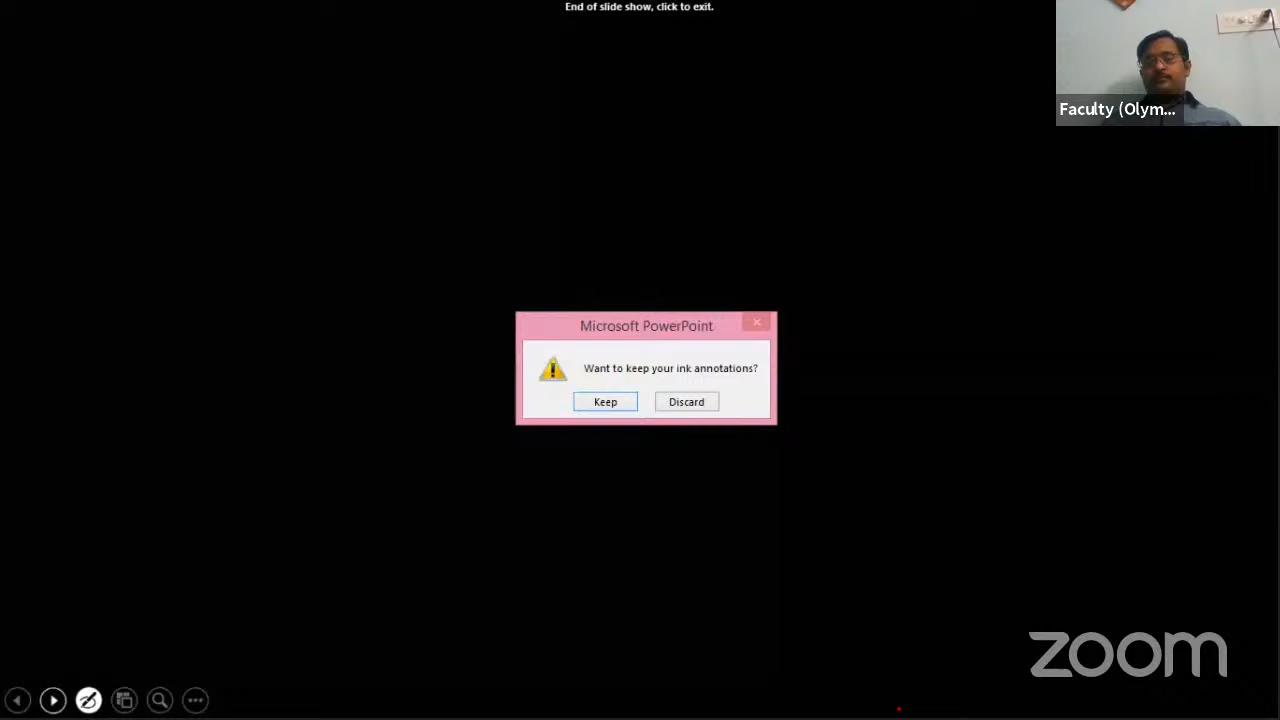 End of slide show, click to exit.
Faculty (Olym...
Microsoft PowerPoint
Want to keep your ink annotations?
Keep
Discard
zoom